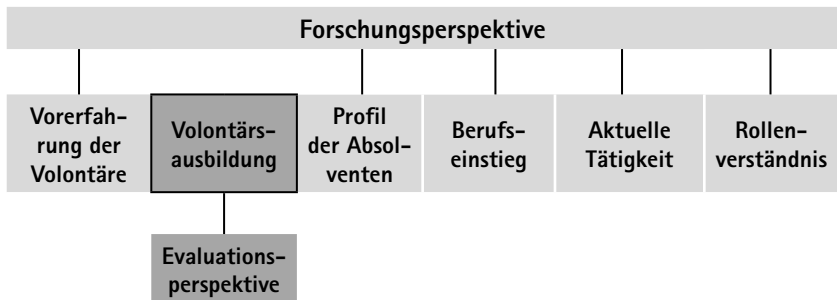 Forschungsperspektive
Vorerfah-
rung der
Volontäre
Volontärs-
ausbildung
Profil
der Absol-
venten
Berufs-
einstieg
Aktuelle
Tätigkeit
Rollen-
verständnis
Evaluations-
perspektive